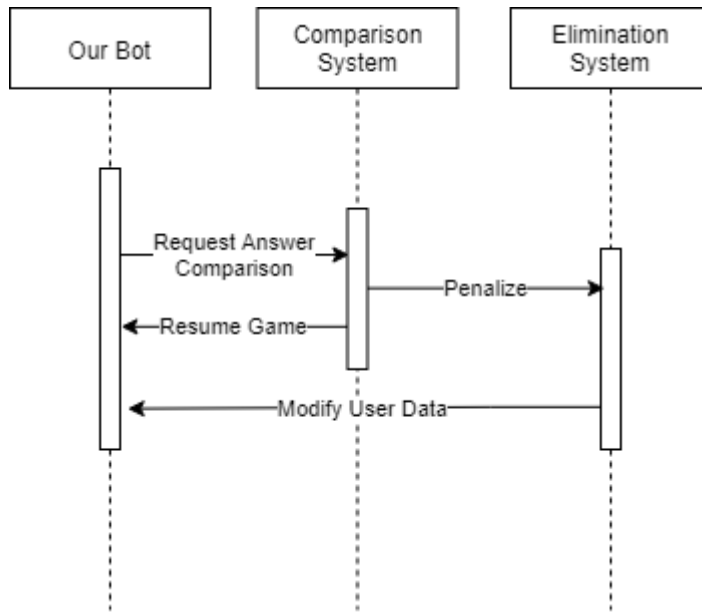 Our Bot
Comparison
System
Elimination
System
Request Answer
Comparison
Penalize
Resume Game
Modify User Data